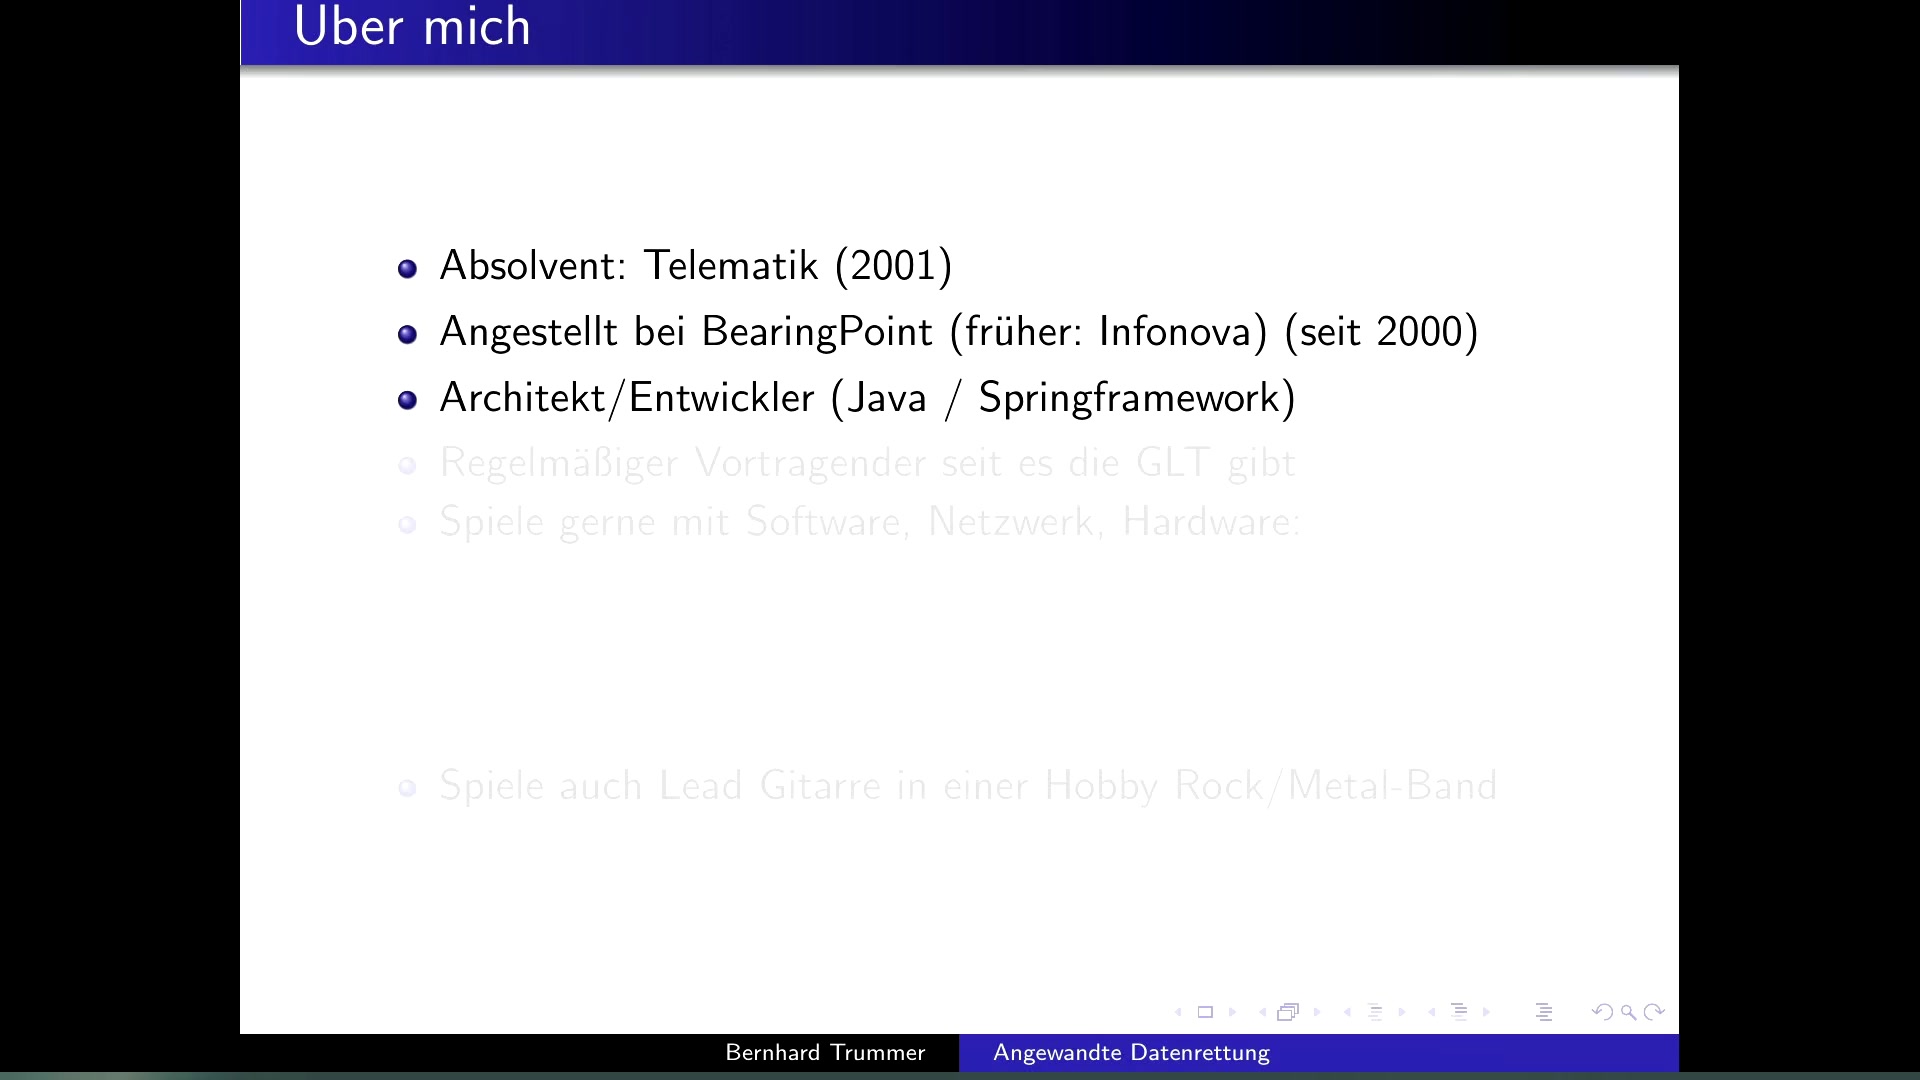 Über mich
Absolvent: Telematik (2001)
Angestellt bei BearingPoint (früher: Infonova) (seit 2000)
Architekt/Entwickler (Java / Springframework)
Regelmäßiger Vortragender seit es die GLT gibt
Spiele gerne mit Software, Netzwerk, Hardware:
Spiele auch Lead Gitarre in einer Hobby Rock/Metal-Band
Bernhard Trummer
Angewandte Datenrettung